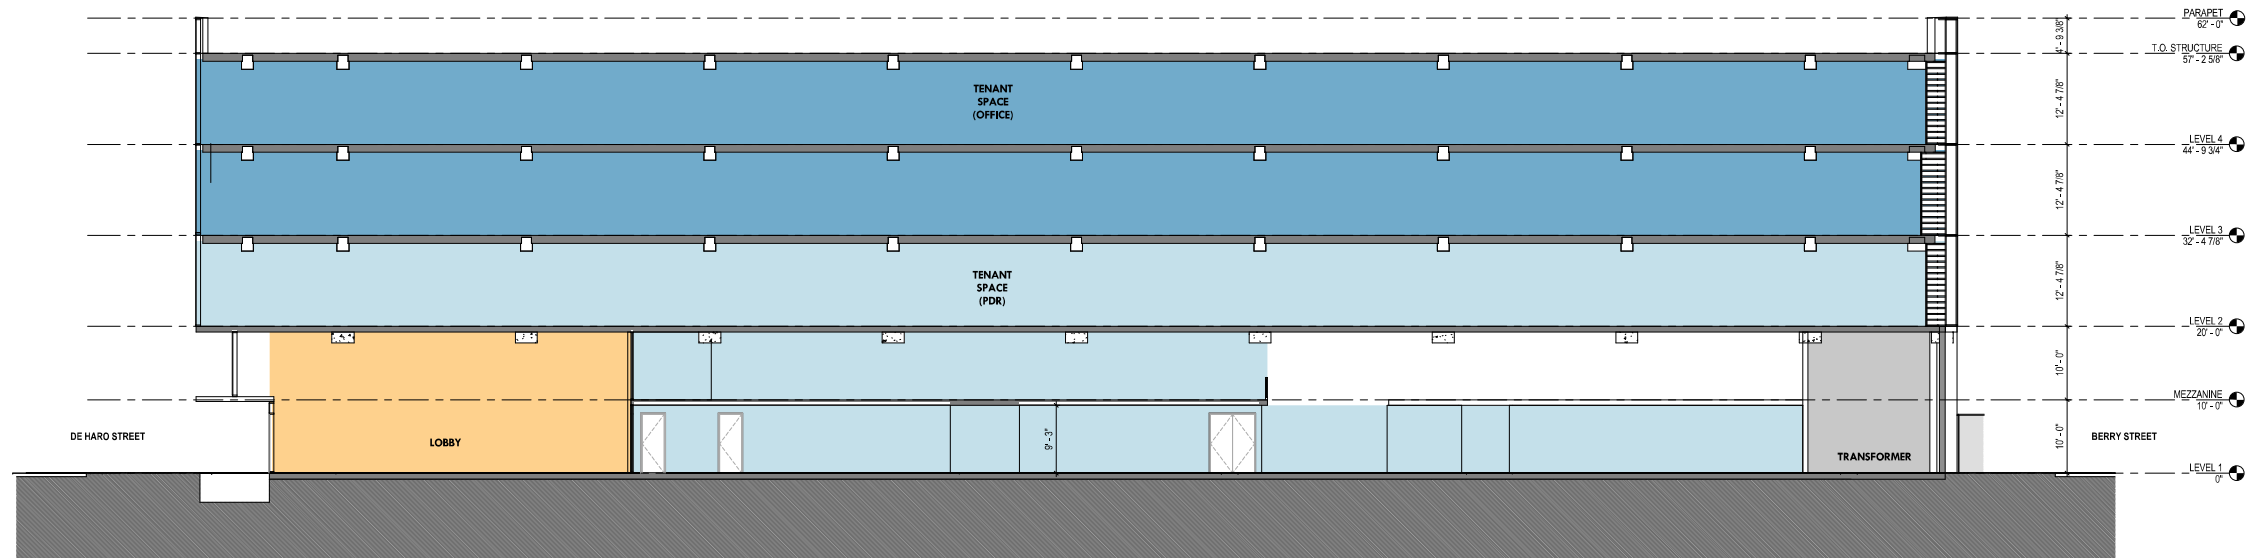 PARAPET
62' - 0"
4' - 9 3/8"
T.O. STRUCTURE
57' - 2 5/8"
TENANT
SPACE
(OFFICE)
12' - 4 7/8"
LEVEL 4
44' - 9 3/4"
12' - 4 7/8"
LEVEL 3
32' - 4 7/8"
TENANT
SPACE
(PDR)
12' - 4 7/8"
LEVEL 2
20' - 0"
10' - 0"
MEZZANINE
10' - 0"
DE HARO STREET
LOBBY
9' - 3"
TRANSFORMER
10' - 0"
BERRY STREET
LEVEL 1
0"